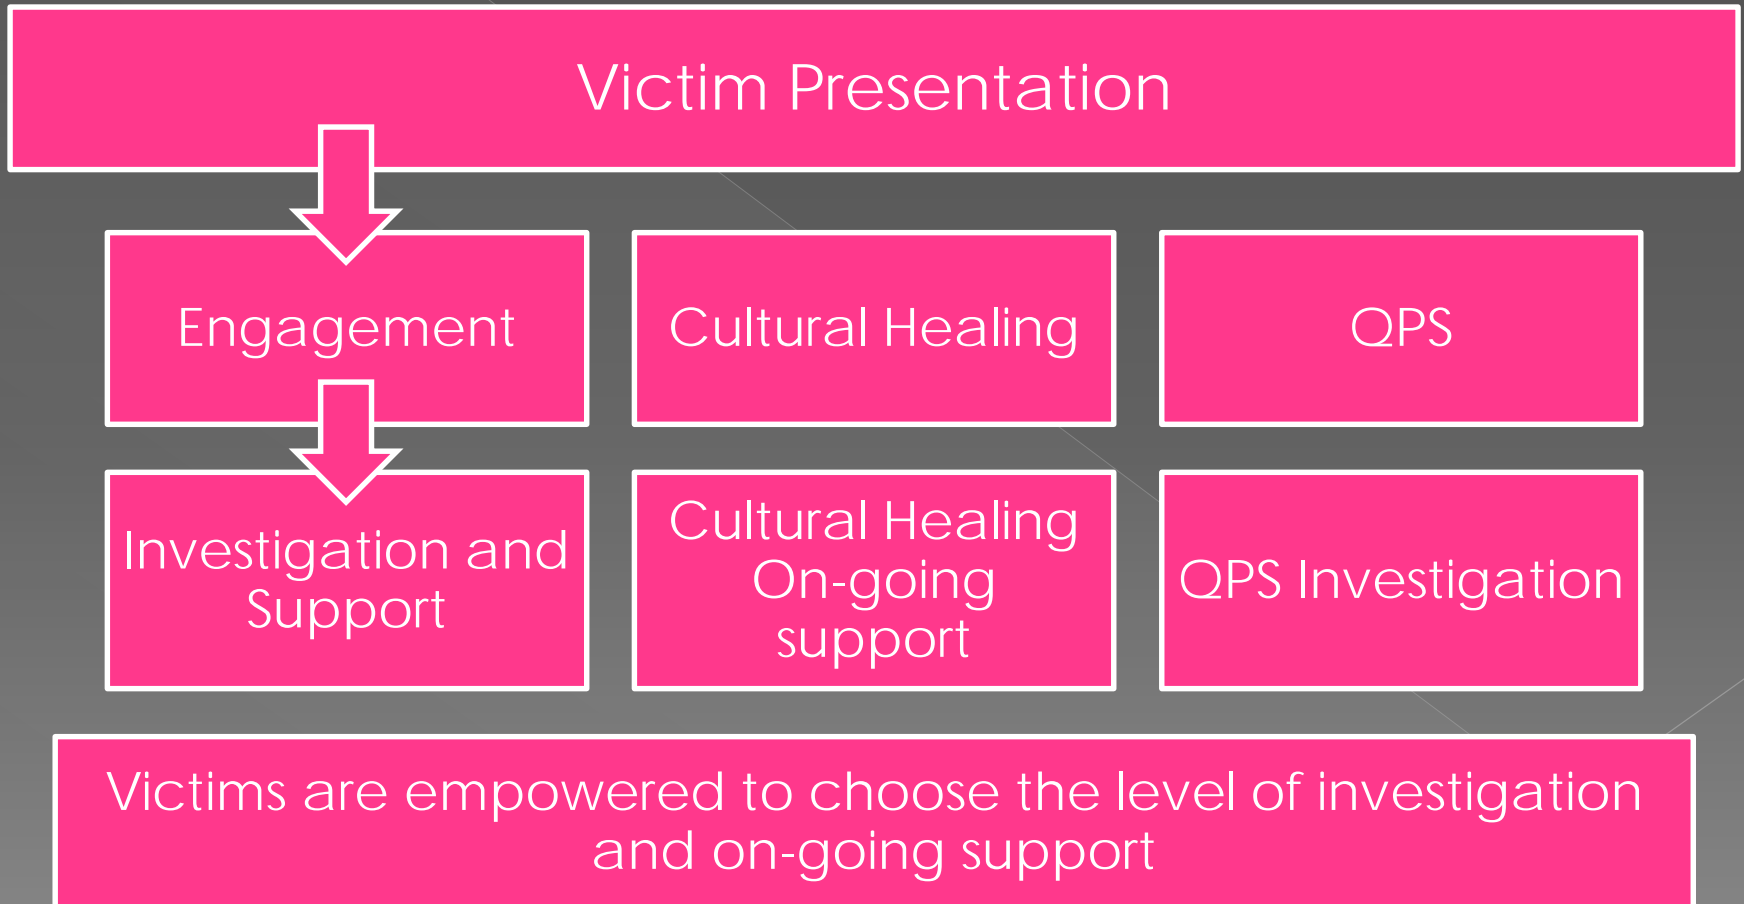 Victim Presentation
Engagement
Cultural Healing
QPS
Investigation and
Support
Cultural Healing
On-going
support
QPS Investigation
Victims are empowered to choose the level of investigation
and on-going support